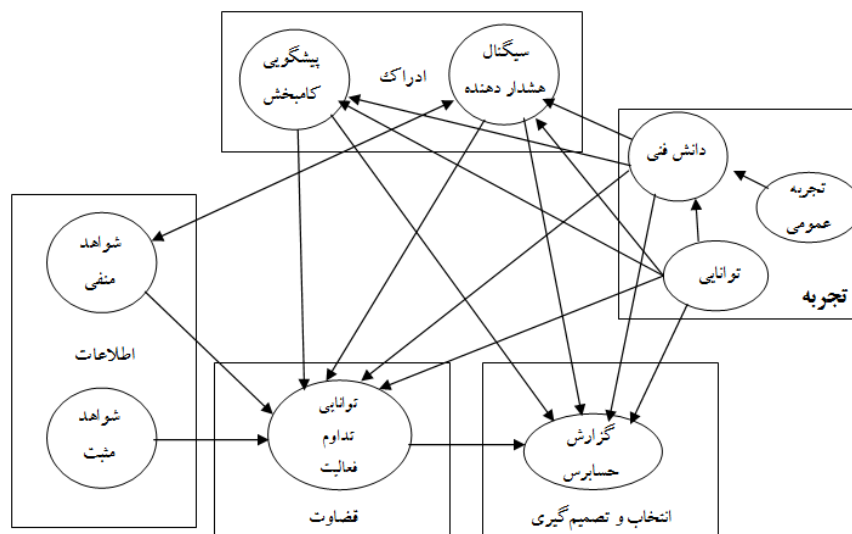 سیگنال
هشدار دهنده
ادراك
پیشگویی
کامبخش
دانش فنی
تجربه
عمومی
توانایی
تجربه
شواهد
منفی
اطلاعات
شواهد
مثبت
توانایی
تداوم
فعالیت
قضاوت
گزارش
حسابرس
انتخاب و تصمیم‌گیری